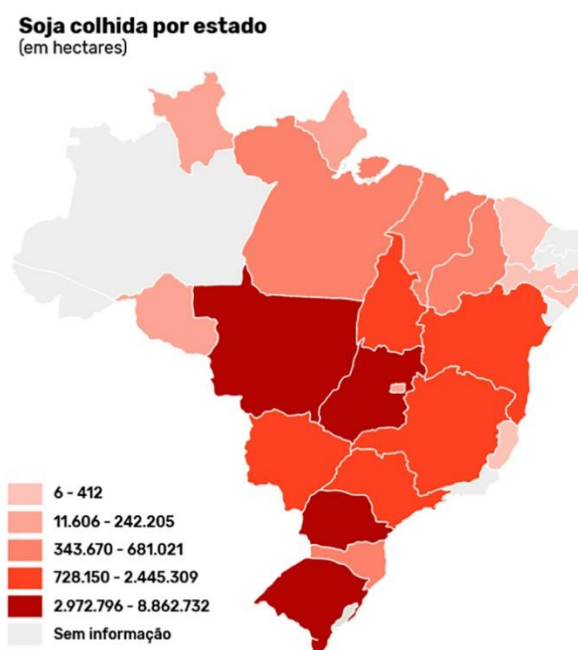 Soja colhida por estado
(em hectares)
6 - 412
11.606 - 242.205
343.670 - 681.021
728.150 - 2.445.309
2.972.796 - 8.862.732
Sem informação